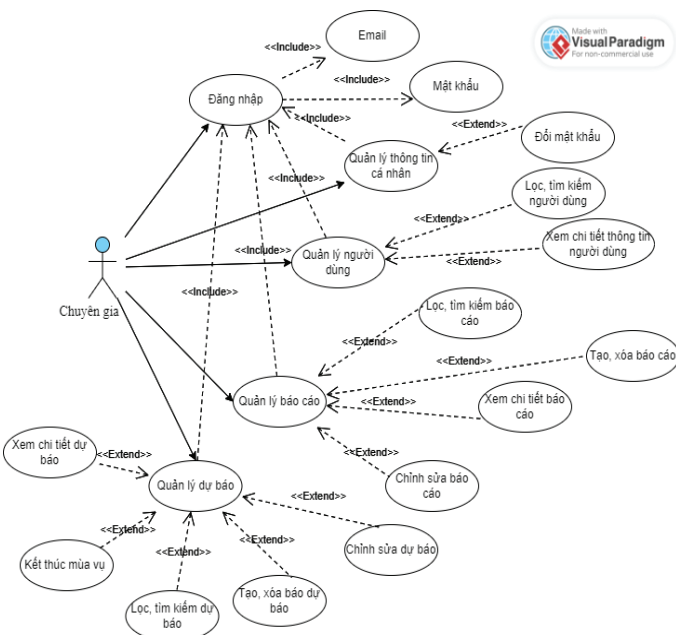 Made with
Visual Paradigm
For non-commercial use
Email
<<Include>>
<<Include>>
Mật khẩu
Đăng nhập
<<Include>>
<<Extend>>
Đổi mật khẩu
Quản lý thông tin
cá nhân
<<Include>>
Lọc, tìm kiếm
người dùng
<<Extend>>
Xem chi tiết thông tin
người dùng
<<Include>>
Quản lý người
dùng
<<Extend>>
<<Include>>
Chuyên gia
Lọc, tìm kiếm báo
cáo
<<Extend>>
<<Extend>>
Tạo, xóa báo cáo
Quản lý báo cáo
<<Extend>>
Xem chi tiết báo
cáo
Xem chi tiết dự
báo
<<Extend>>
<<Extend>>
Chỉnh sửa báo
cáo
Quản lý dự báo
<<Extend>>
<<Extend>>
<<Extend>>
<<Extend>>
Chỉnh sửa dự báo
Kết thúc mùa vụ
Lọc, tìm kiếm dự
báo
Tạo, xóa báo dự
báo